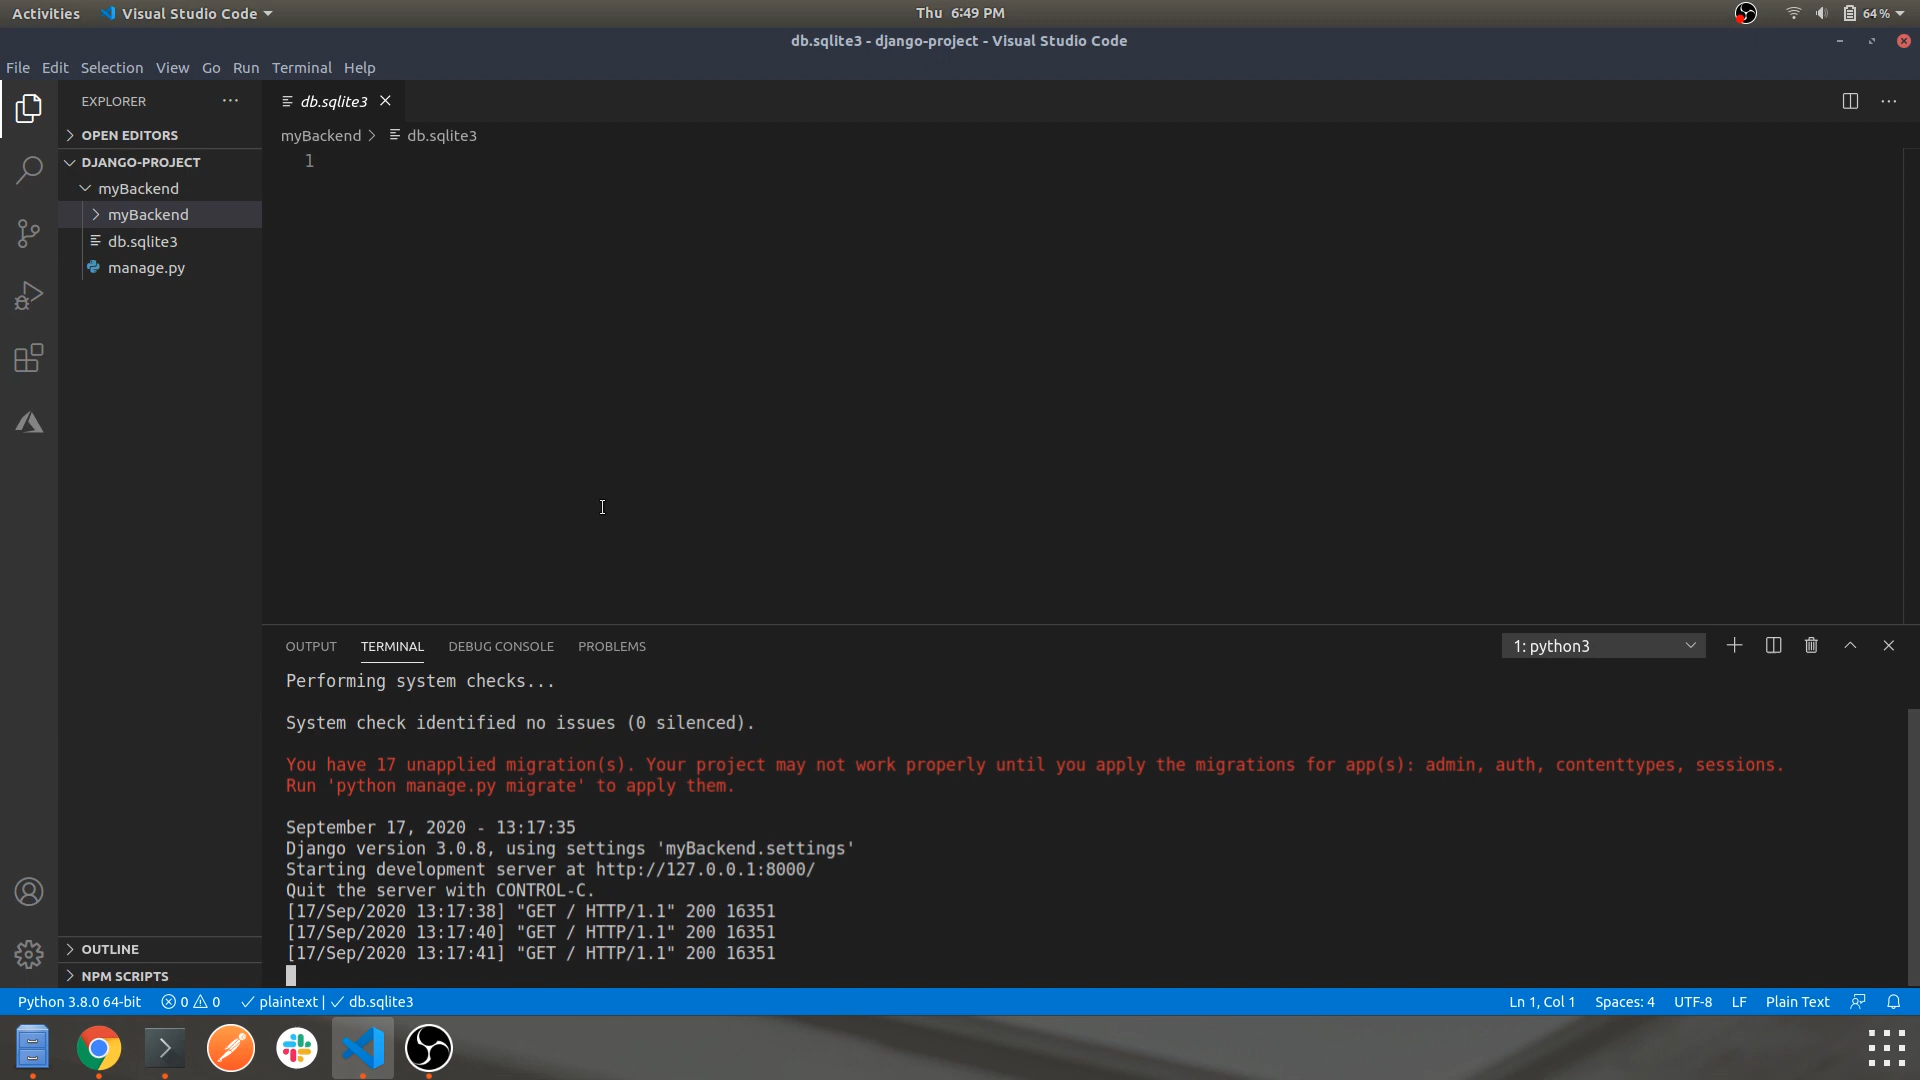 Activities Visual Studio Code Thu 6:49 PM 64%
db.sqlite3 - django-project - Visual Studio Code
File Edit Selection View Go Run Terminal Help
EXPLORER
OPEN EDITORS
DJANGO-PROJECT
myBackend
myBackend
db.sqlite3
manage.py
OUTLINE
NPM SCRIPTS
db.sqlite3
myBackend > db.sqlite3
1
OUTPUT TERMINAL DEBUG CONSOLE PROBLEMS 1: python3
Performing system checks...
System check identified no issues (0 silenced).
You have 17 unapplied migration(s). Your project may not work properly until you apply the migrations for app(s): admin, auth, contenttypes, sessions.
Run 'python manage.py migrate' to apply them.
September 17, 2020 - 13:17:35
Django version 3.0.8, using settings 'myBackend.settings'
Starting development server at http://127.0.0.1:8000/
Quit the server with CONTROL-C.
[17/Sep/2020 13:17:38] "GET / HTTP/1.1" 200 16351
[17/Sep/2020 13:17:40] "GET / HTTP/1.1" 200 16351
[17/Sep/2020 13:17:41] "GET / HTTP/1.1" 200 16351
Python 3.8.0 64-bit 0 0 plaintext | db.sqlite3 Ln 1, Col 1 Spaces: 4 UTF-8 LF Plain Text